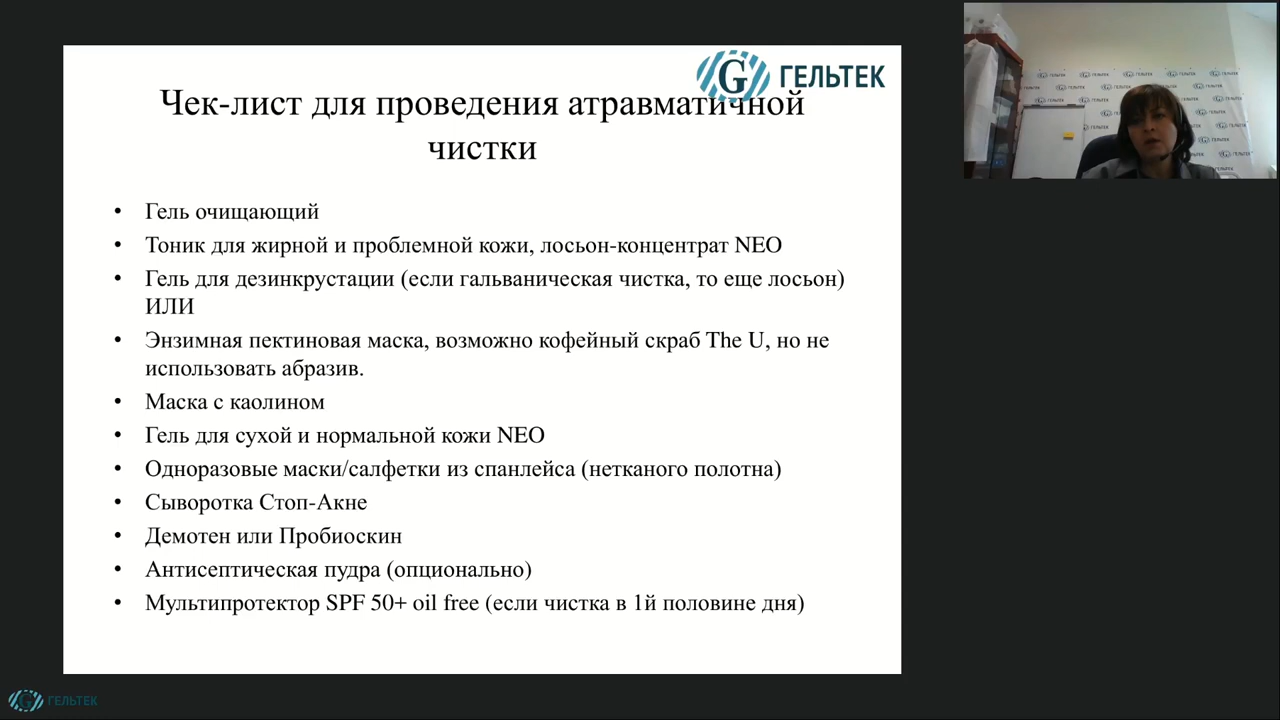 ГЕЛЬТЕК
Чек-лист для проведения атравматичной
чистки
• Гель очищающий
• Тоник для жирной и проблемной кожи, лосьон-концентрат NEO
• Гель для дезинкрустации (если гальваническая чистка, то еще лосьон)
ИЛИ
• Энзимная пектиновая маска, возможно кофейный скраб The U, но не
использовать абразив.
• Маска с каолином
• Гель для сухой и нормальной кожи NEO
• Одноразовые маски/салфетки из спанлейса (нетканого полотна)
• Сыворотка Стоп-Акне
• Демотен или Пробиоскин
• Антисептическая пудра (опционально)
• Мультипротектор SPF 50+ oil free (если чистка в 1й половине дня)
ГЕЛЬТЕК